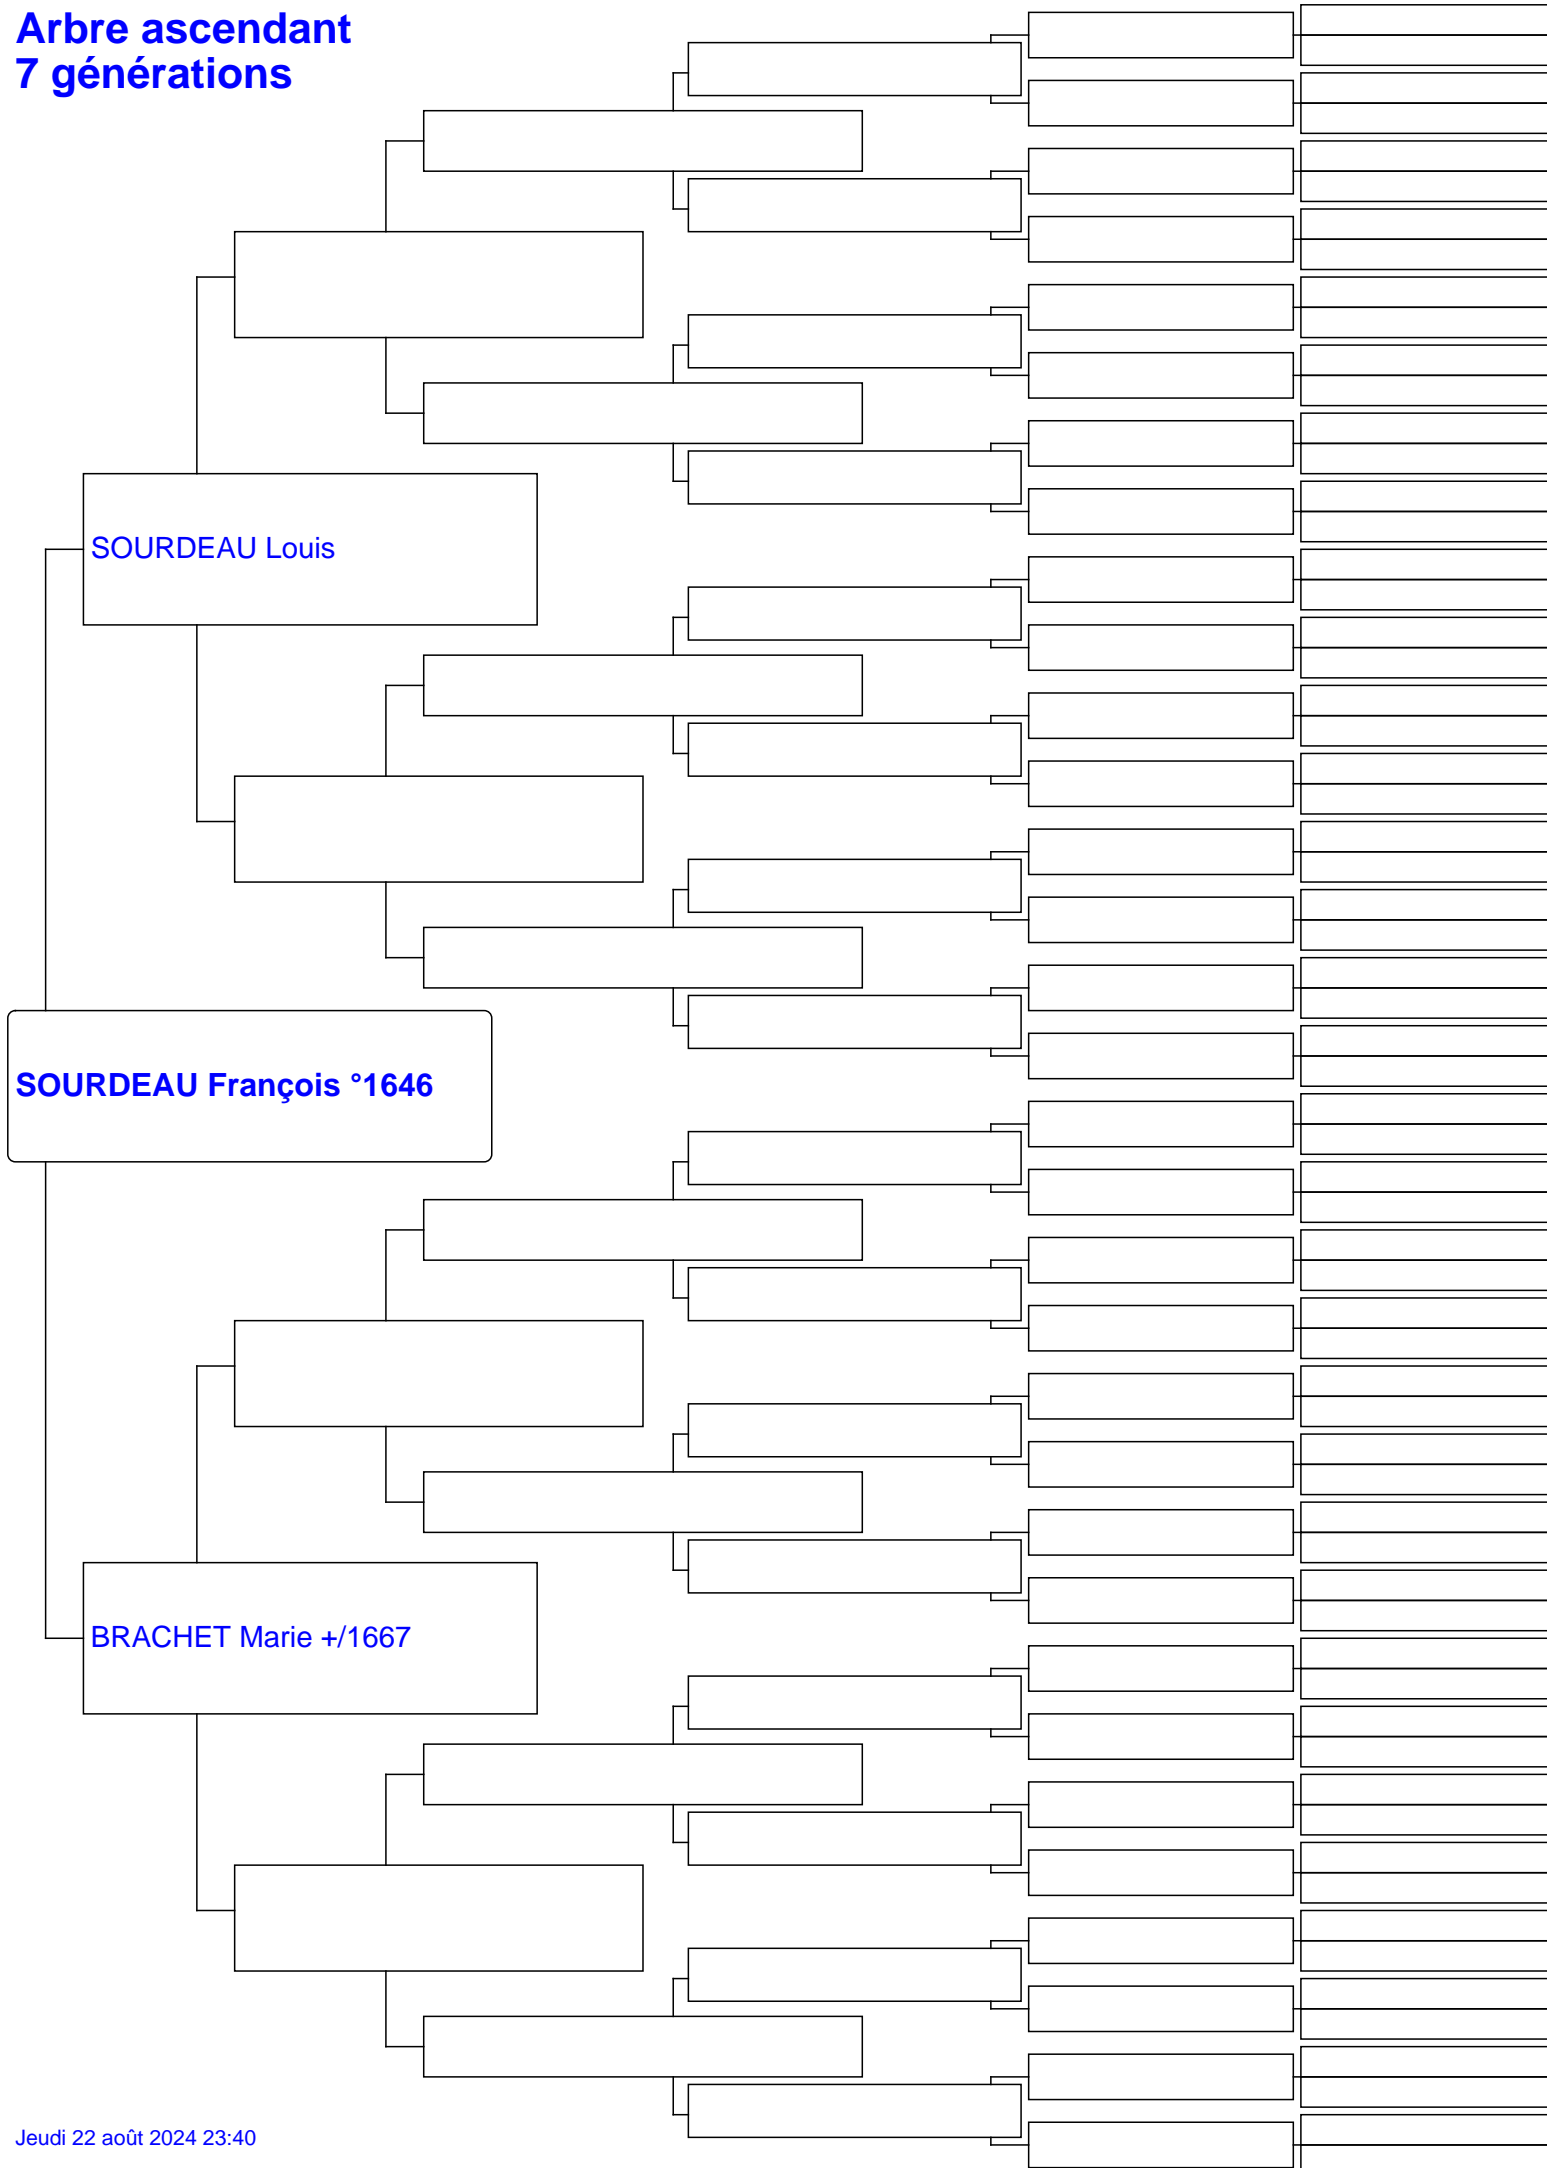 Arbre ascendant
7 générations
SOURDEAU Louis
SOURDEAU François °1646
BRACHET Marie +/1667
Jeudi 22 août 2024 23:40